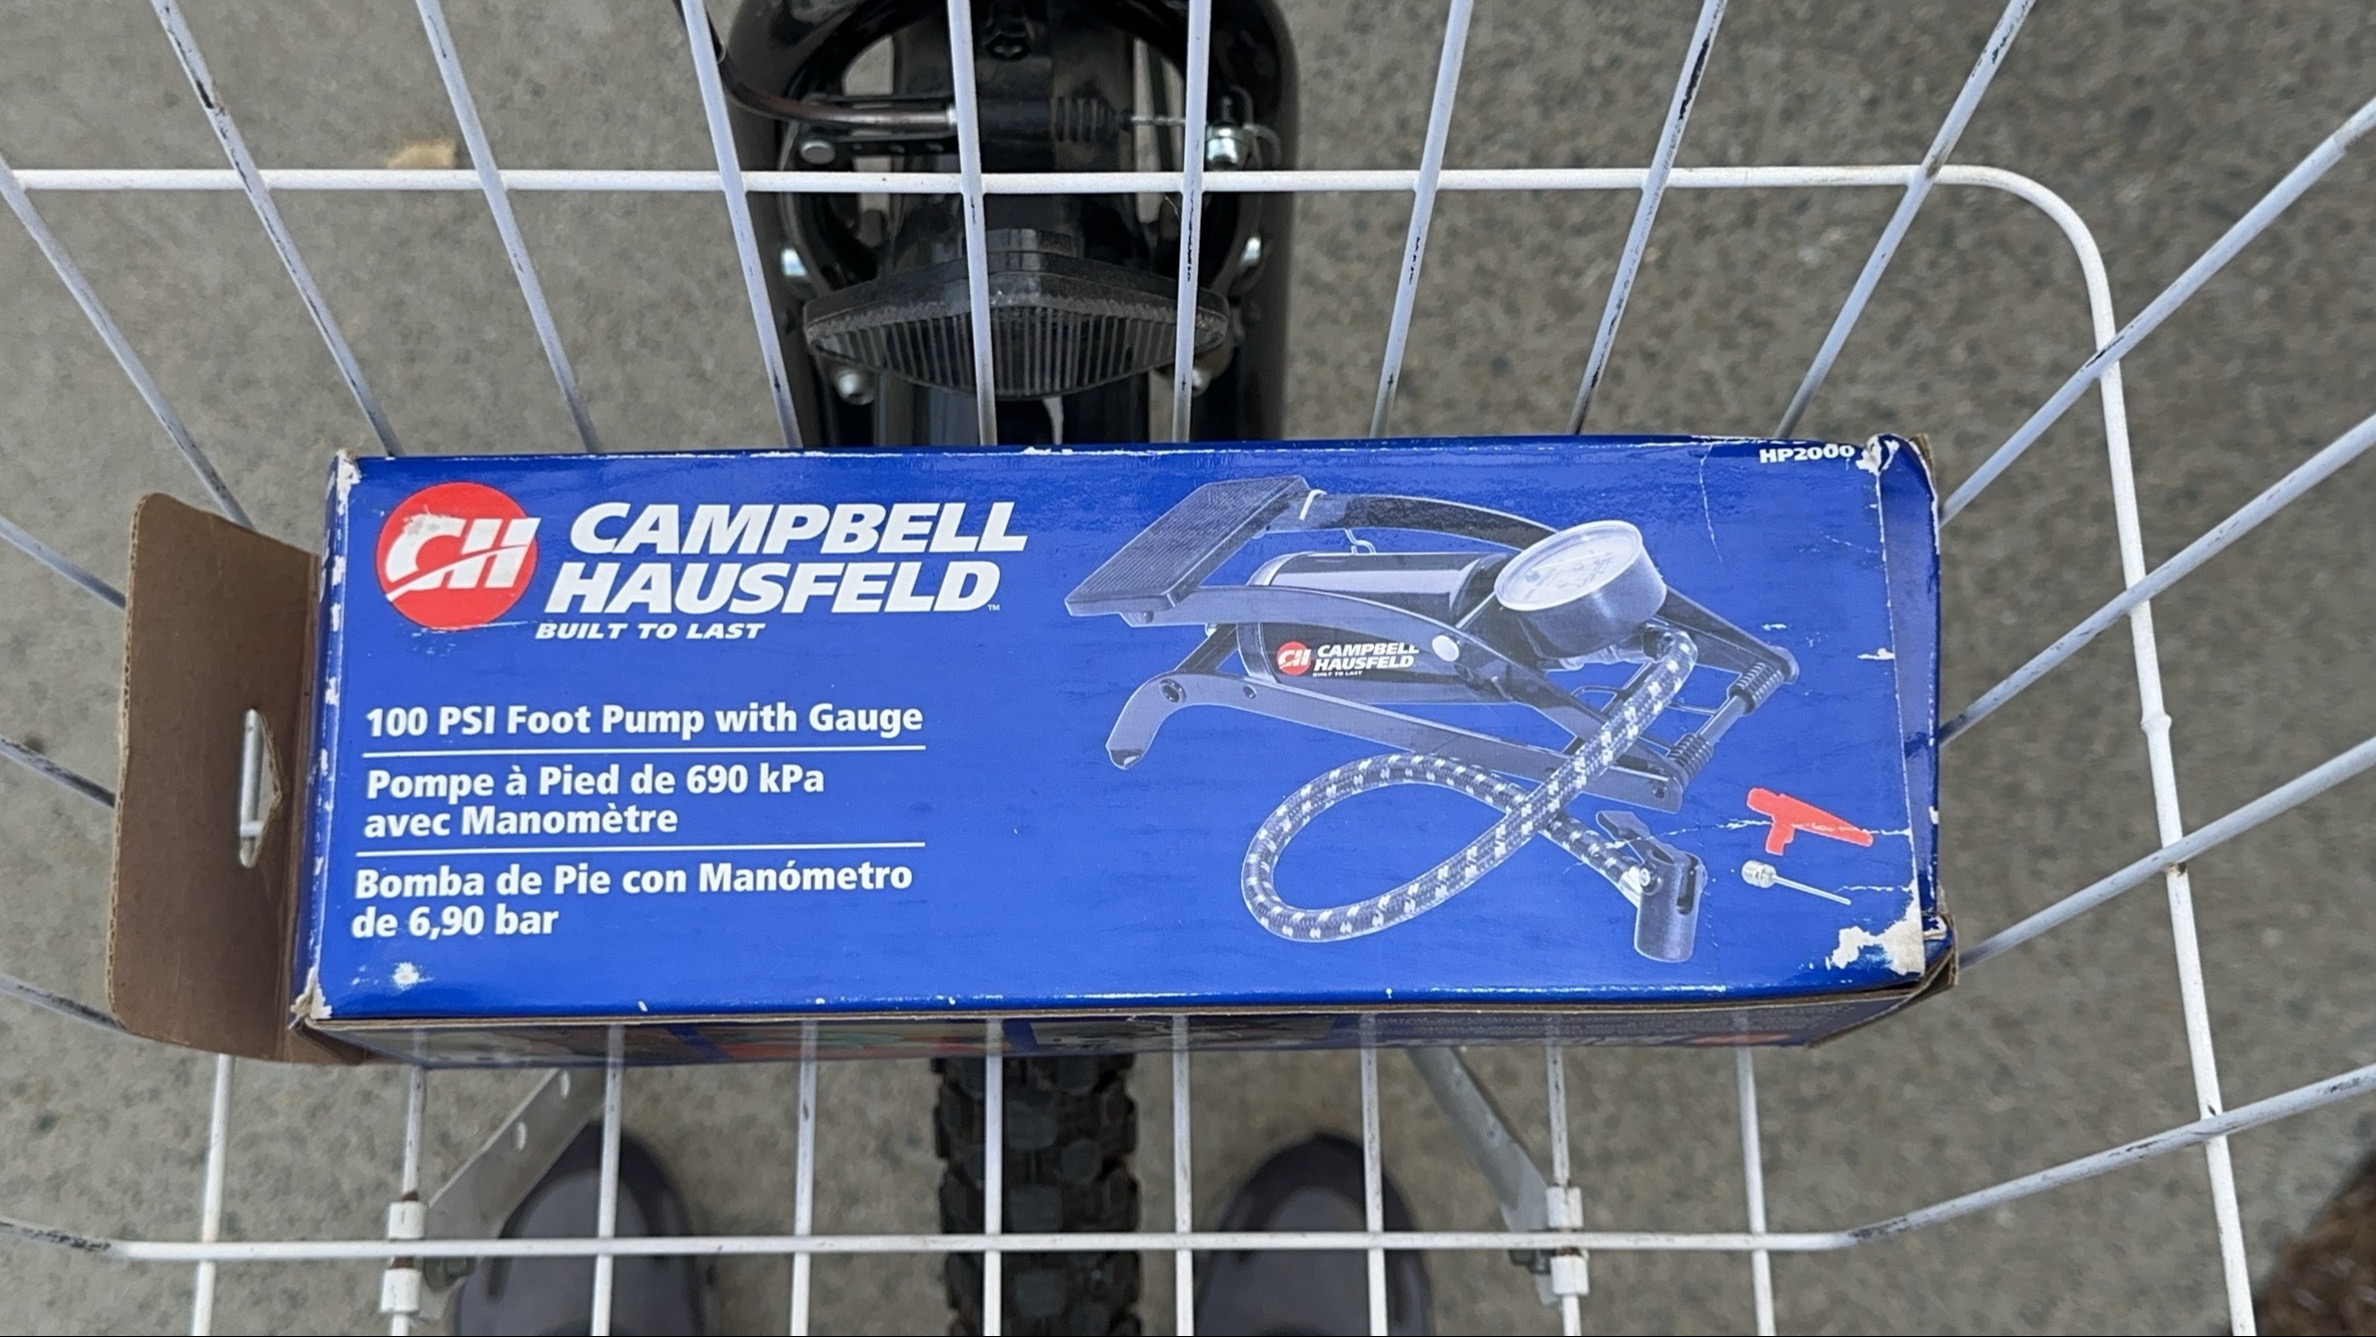 HP2000
CH CAMPBELL
HAUSFELD™
BUILT TO LAST
100 PSI Foot Pump with Gauge
Pompe à Pied de 690 kPa
avec Manomètre
Bomba de Pie con Manómetro
de 6,90 bar
CH CAMPBELL
HAUSFELD
BUILT TO LAST